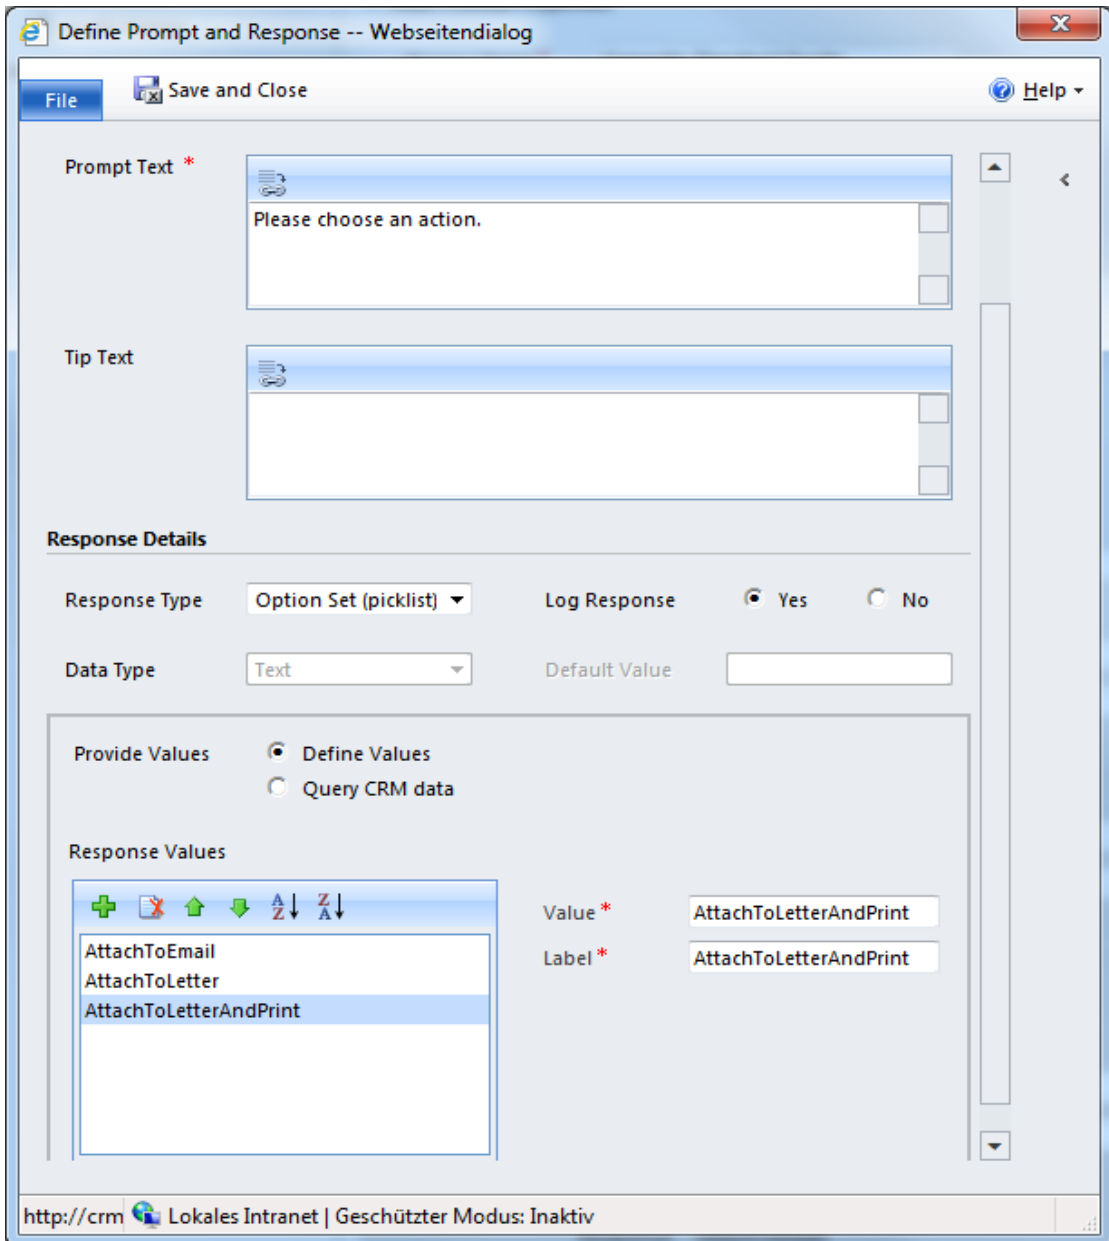 Define Prompt and Response -- Webseitendialog
File Save and Close Help
Prompt Text *
Please choose an action.
Tip Text
Response Details
Response Type Option Set (picklist) Log Response Yes No
Data Type Text Default Value
Provide Values Define Values
Query CRM data
Response Values
Value * AttachToLetterAndPrint
AttachToEmail
Label * AttachToLetterAndPrint
AttachToLetter
AttachToLetterAndPrint
http://crm Lokales Intranet | Geschützter Modus: Inaktiv